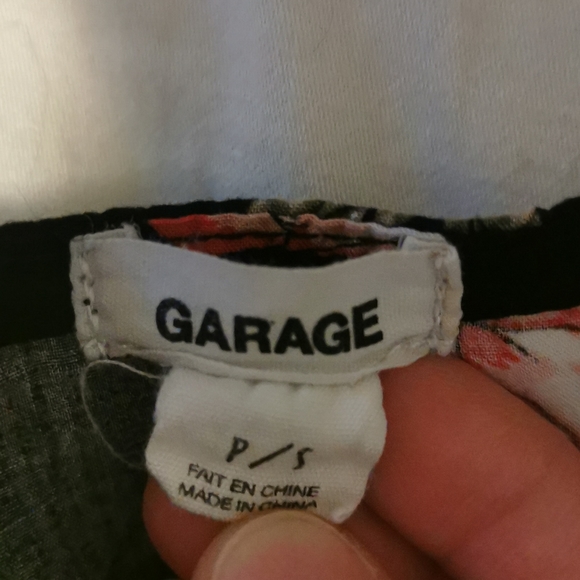 GARAGE
P/S
FAIT EN CHINE
MADE IN CHINA